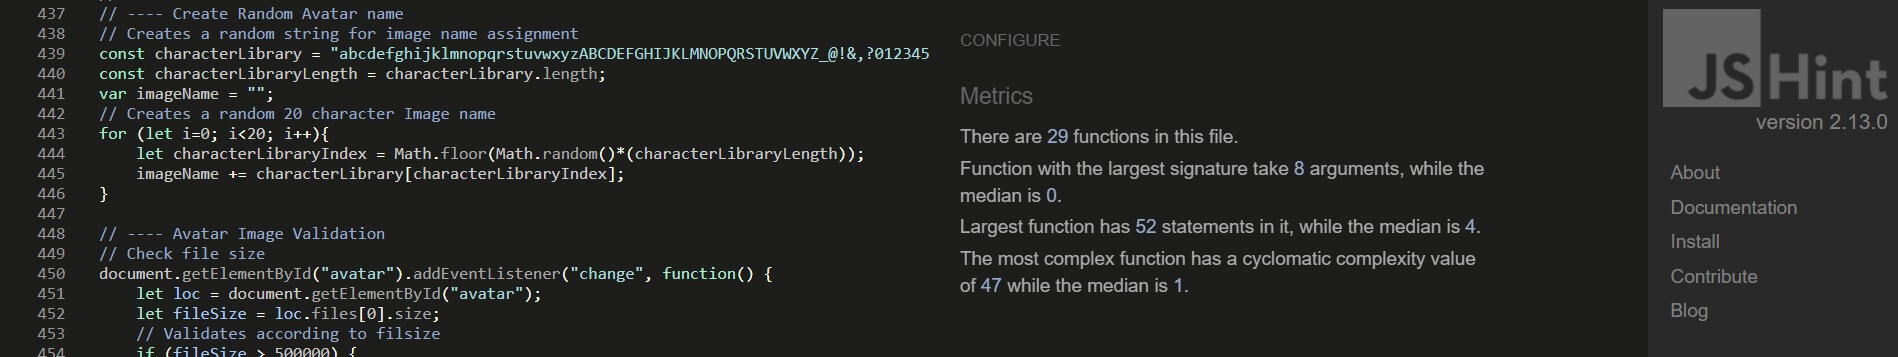 437 // ---- Create Random Avatar name
438 // Creates a random string for image name assignment
439 const characterLibrary = "abcdefghijklmnopqrstuvwxyzABCDEFGHIJKLMNOPQRSTUVWXYZ_@!&,?012345
440 const characterLibraryLength = characterLibrary.length;
441 var imageName = "";
442 // Creates a random 20 character Image name
443 for (let i=0; i<20; i++){
444 let characterLibraryIndex = Math.floor(Math.random()*(characterLibraryLength));
445 imageName += characterLibrary[characterLibraryIndex];
446 }
447
448 // ---- Avatar Image Validation
449 // Check file size
450 document.getElementById("avatar").addEventListener("change", function() {
451 let loc = document.getElementById("avatar");
452 let fileSize = loc.files[0].size;
453 // Validates according to filsize
454 if (fileSize > 500000) {
CONFIGURE
Metrics
There are 29 functions in this file.
Function with the largest signature take 8 arguments, while the
median is 0.
Largest function has 52 statements in it, while the median is 4.
The most complex function has a cyclomatic complexity value
of 47 while the median is 1.
JSHint
version 2.13.0
About
Documentation
Install
Contribute
Blog